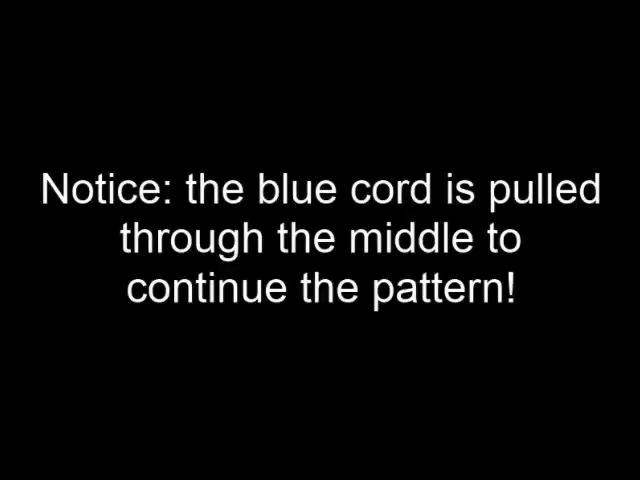 Notice: the blue cord is pulled
through the middle to
continue the pattern!